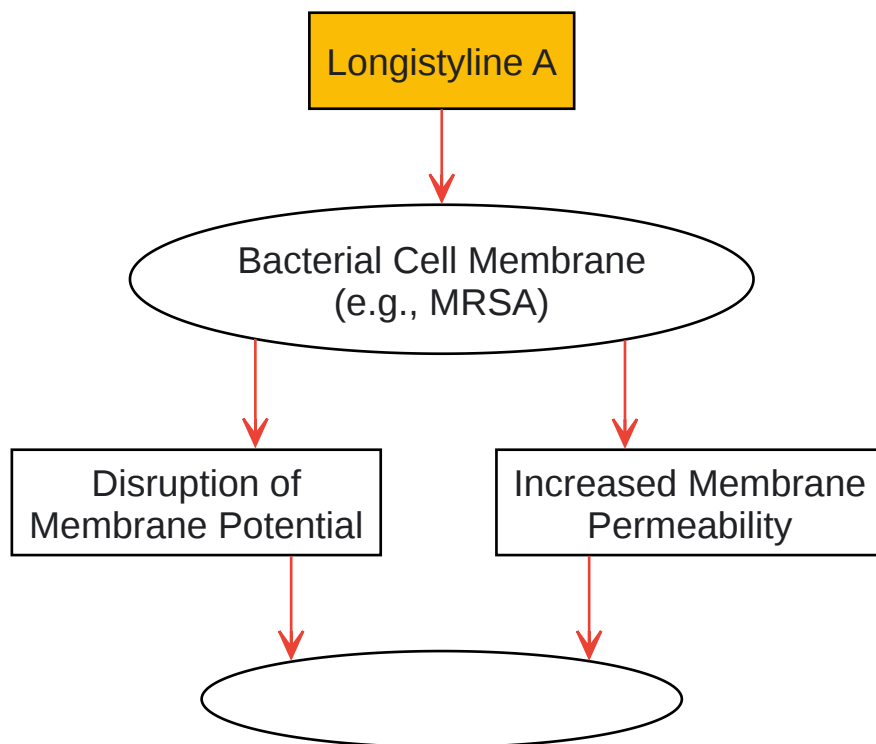 Longistyline A
Bacterial Cell Membrane
(e.g., MRSA)
Disruption of
Membrane Potential
Increased Membrane
Permeability